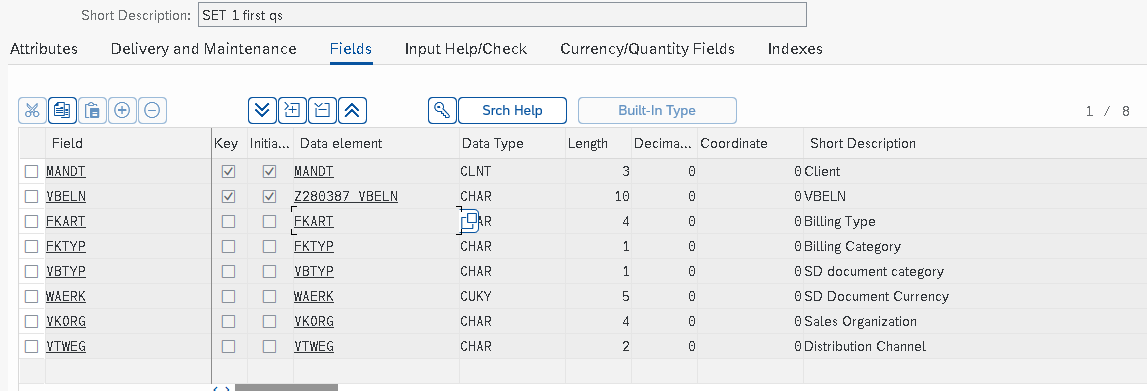 Short Description: SET 1 first qs
Attributes Delivery and Maintenance Fields Input Help/Check Currency/Quantity Fields Indexes
Srch Help Built-In Type 1 / 8
Field Key Initia... Data element Data Type Length Decima... Coordinate Short Description
MANDT MANDT CLNT 3 0 0 Client
VBELN Z280387_VBELN CHAR 10 0 0 VBELN
FKART FKART AR 4 0 0 Billing Type
FKTYP FKTYP CHAR 1 0 0 Billing Category
VBTYP VBTYP CHAR 1 0 0 SD document category
WAERK WAERK CUKY 5 0 0 SD Document Currency
VKORG VKORG CHAR 4 0 0 Sales Organization
VTWEG VTWEG CHAR 2 0 0 Distribution Channel